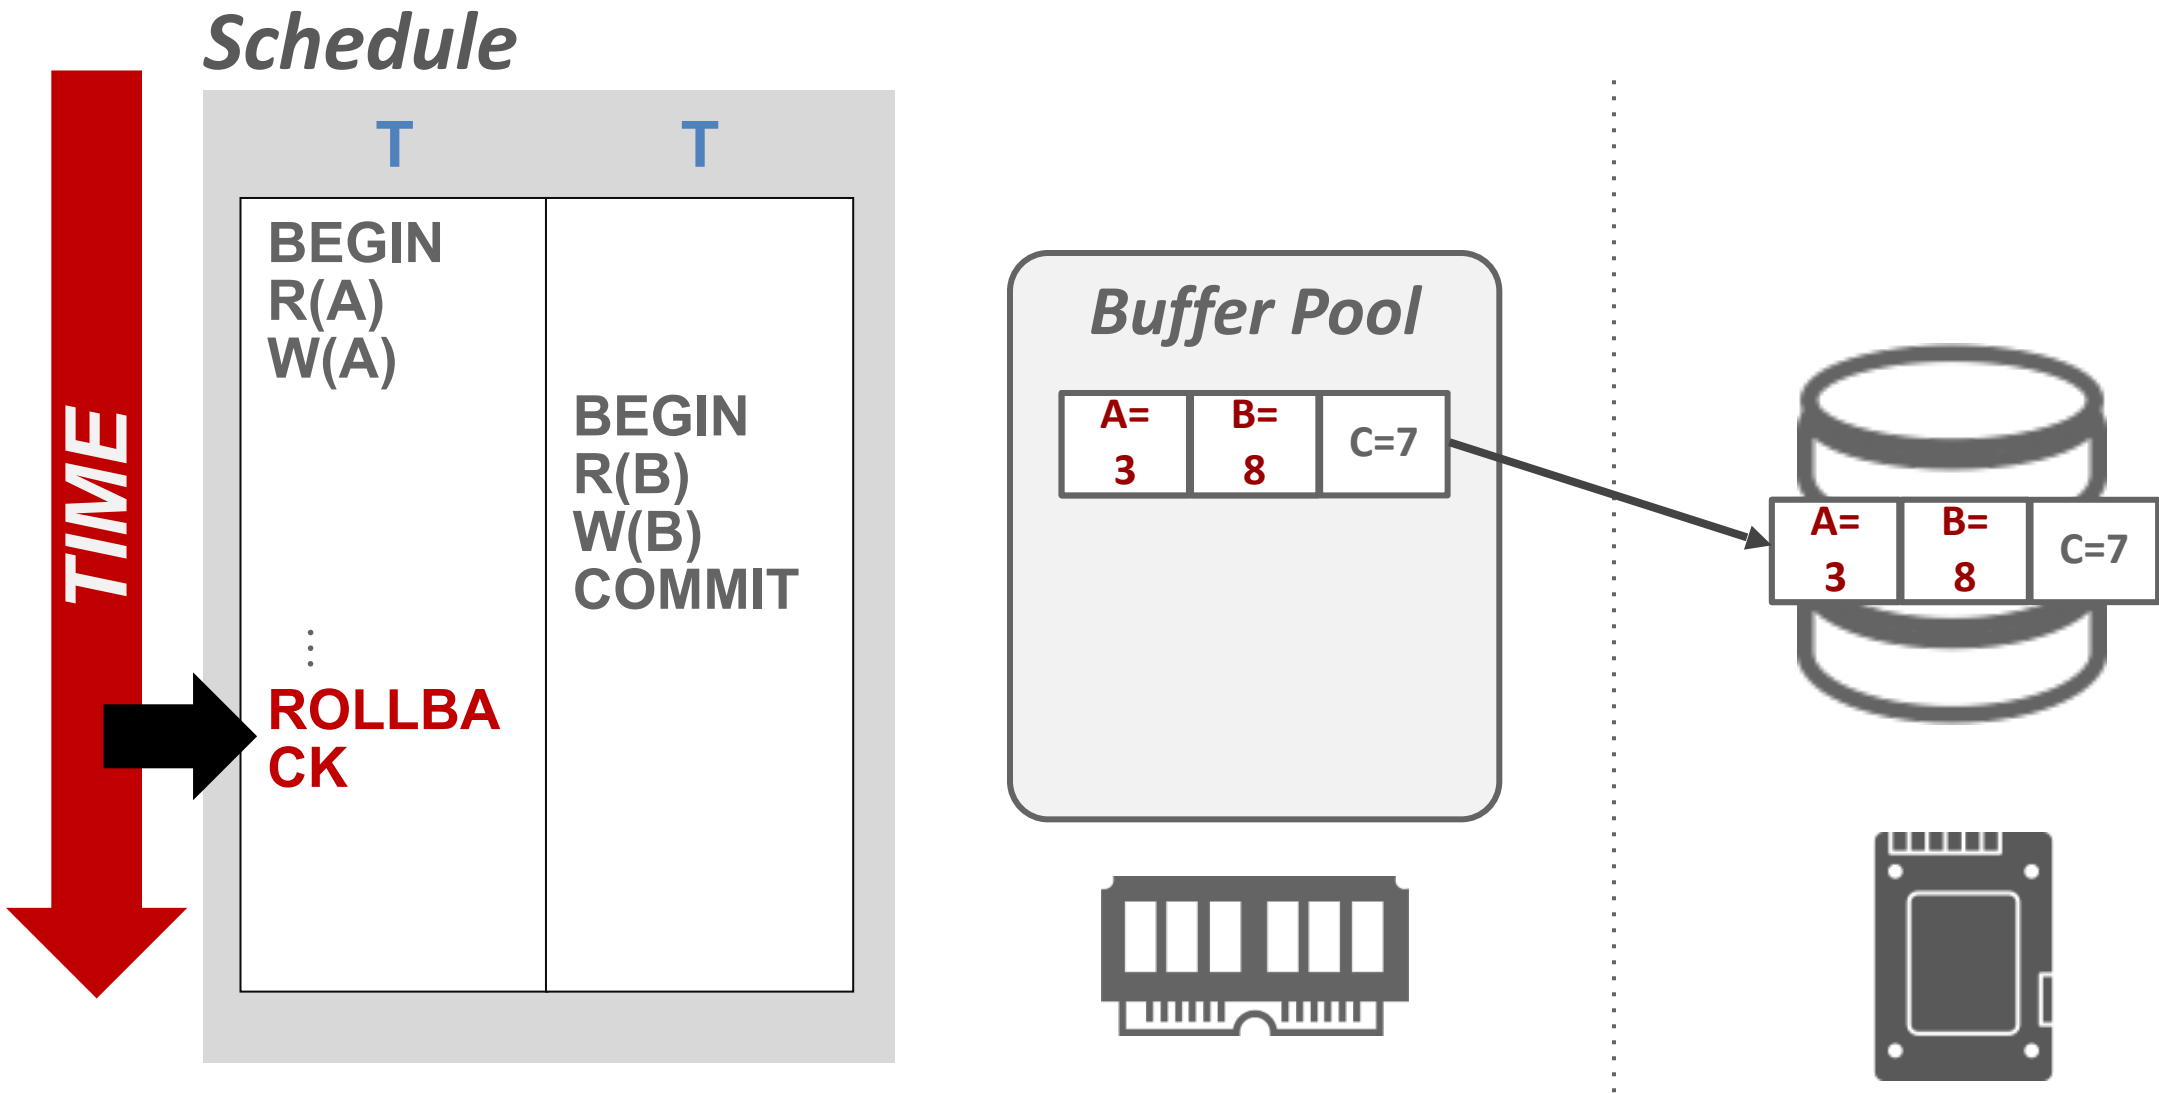 Schedule
TIME
T
T
BEGIN
R(A)
W(A)
⋮
ROLLBA
CK
BEGIN
R(B)
W(B)
COMMIT
Buffer Pool
A=
3
B=
8
C=7
A=
3
B=
8
C=7